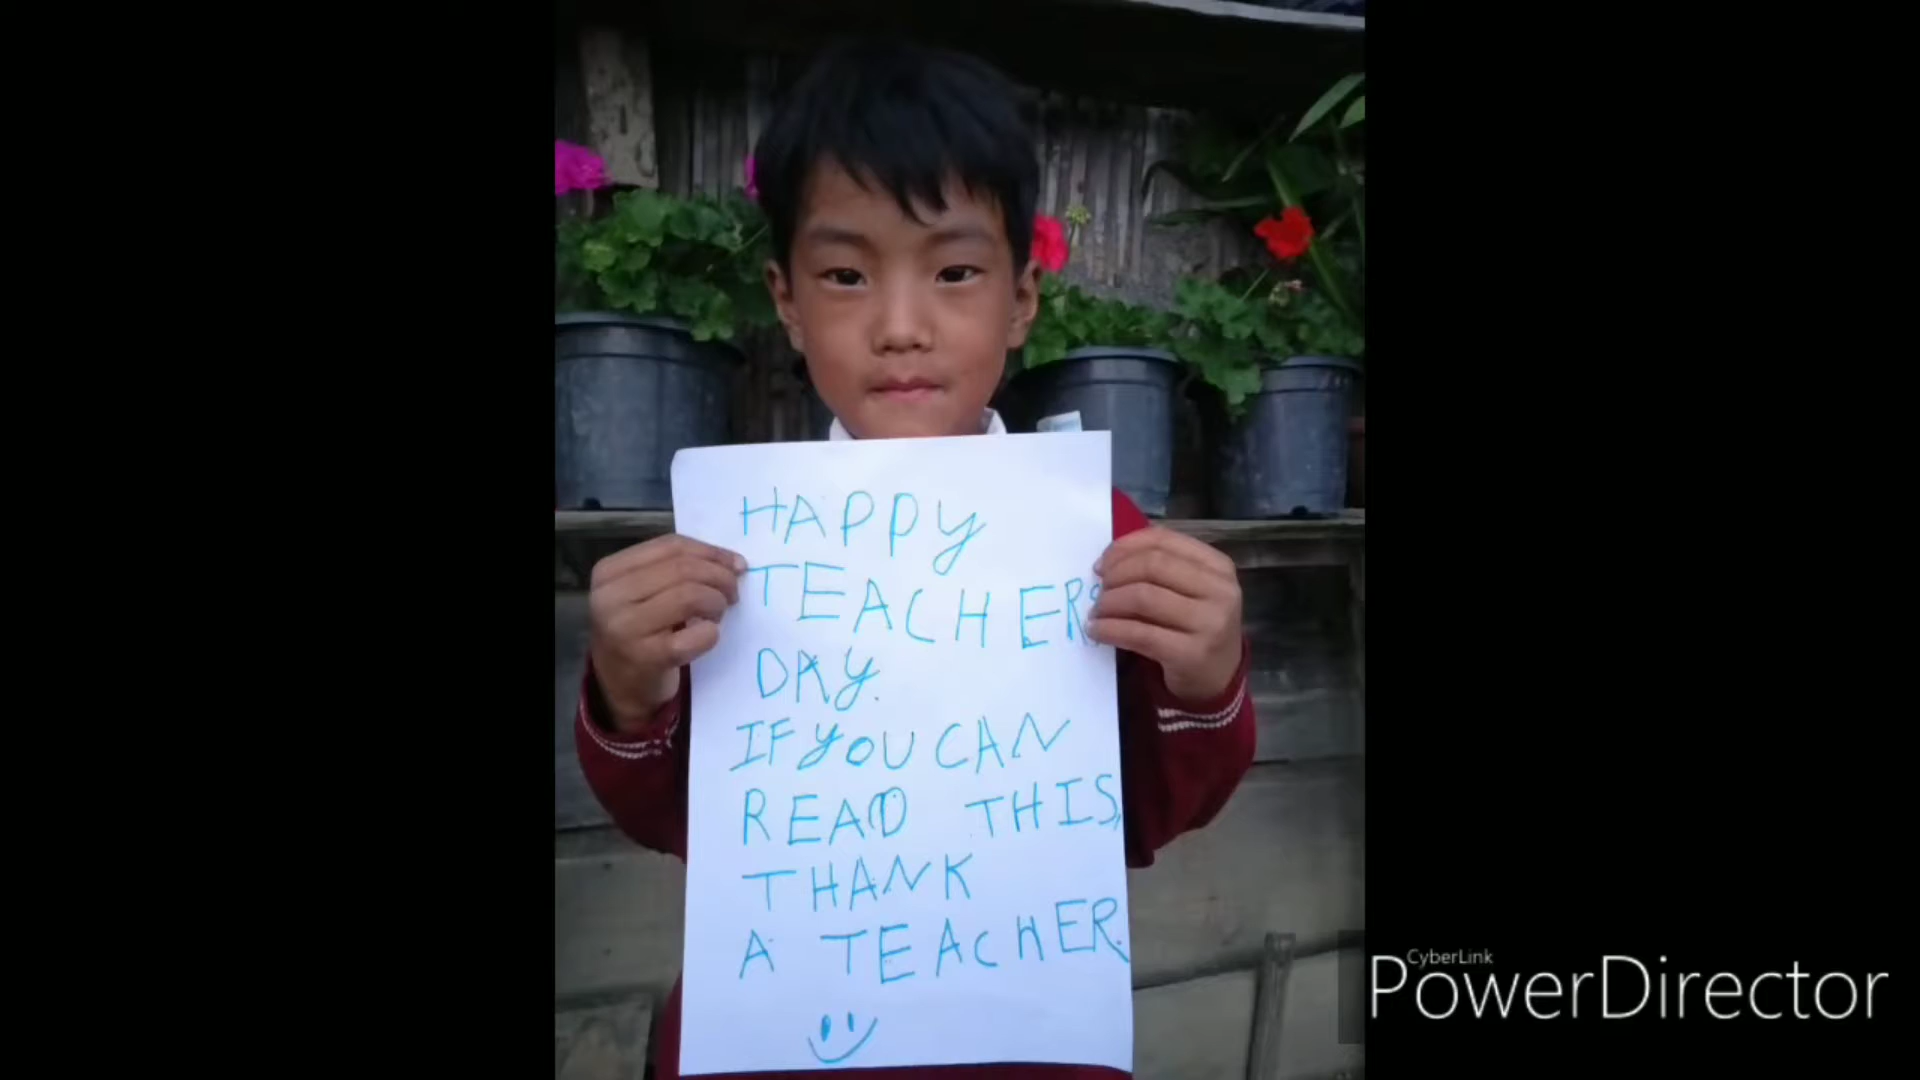 HAPPY
TEACHERS
DAY.
IF YOU CAN
READ THIS,
THANK
A TEACHER.
CyberLink
PowerDirector